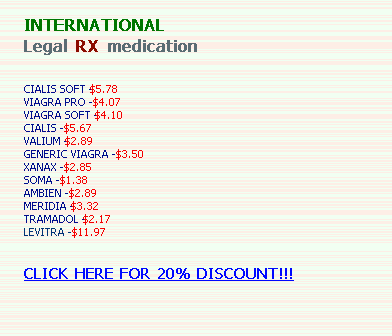 INTERNATIONAL
Legal RX medication
CIALIS SOFT $5.78
VIAGRA PRO -$4.07
VIAGRA SOFT $4.10
CIALIS -$5.67
VALIUM $2.89
GENERIC VIAGRA -$3.50
XANAX -$2.85
SOMA -$1.38
AMBIEN -$2.89
MERIDIA $3.32
TRAMADOL $2.17
LEVITRA -$11.97
CLICK HERE FOR 20% DISCOUNT!!!